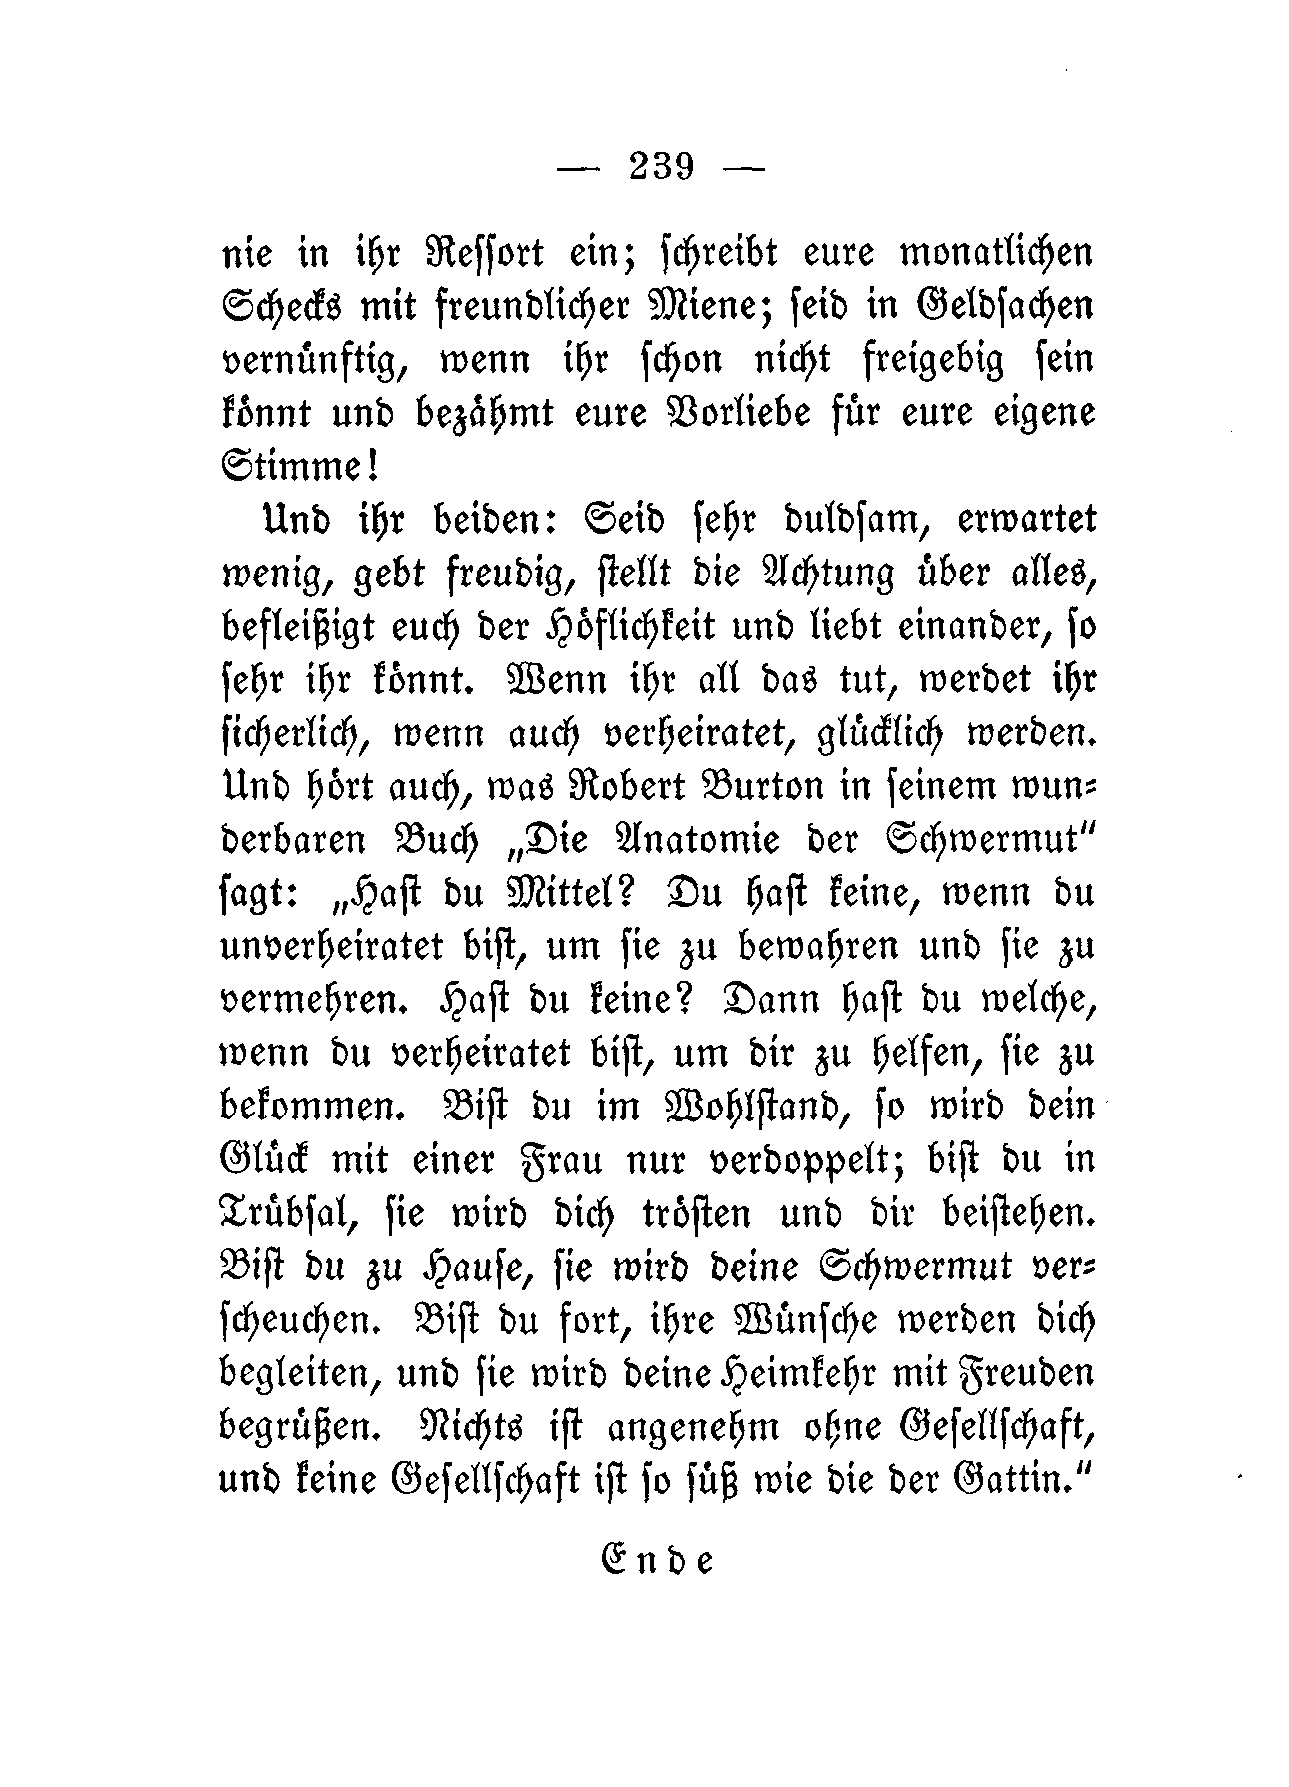 — 239 —
nie in ihr Ressort ein; schreibt eure monatlichen
Schecks mit freundlicher Miene; seid in Geldsachen
vernünftig, wenn ihr schon nicht freigebig sein
könnt und bezähmt eure Vorliebe für eure eigene
Stimme!
Und ihr beiden: Seid sehr duldsam, erwartet
wenig, gebt freudig, stellt die Achtung über alles,
befleißigt euch der Höflichkeit und liebt einander, so
sehr ihr könnt. Wenn ihr all das tut, werdet ihr
sicherlich, wenn auch verheiratet, glücklich werden.
Und hört auch, was Robert Burton in seinem wun-
derbaren Buch „Die Anatomie der Schwermut“
sagt: „Hast du Mittel? Du hast keine, wenn du
unverheiratet bist, um sie zu bewahren und sie zu
vermehren. Hast du keine? Dann hast du welche,
wenn du verheiratet bist, um dir zu helfen, sie zu
bekommen. Bist du im Wohlstand, so wird dein
Glück mit einer Frau nur verdoppelt; bist du in
Trübsal, sie wird dich trösten und dir beistehen.
Bist du zu Hause, sie wird deine Schwermut ver-
scheuchen. Bist du fort, ihre Wünsche werden dich
begleiten, und sie wird deine Heimkehr mit Freuden
begrüßen. Nichts ist angenehm ohne Gesellschaft,
und keine Gesellschaft ist so süß wie die der Gattin.“
Ende